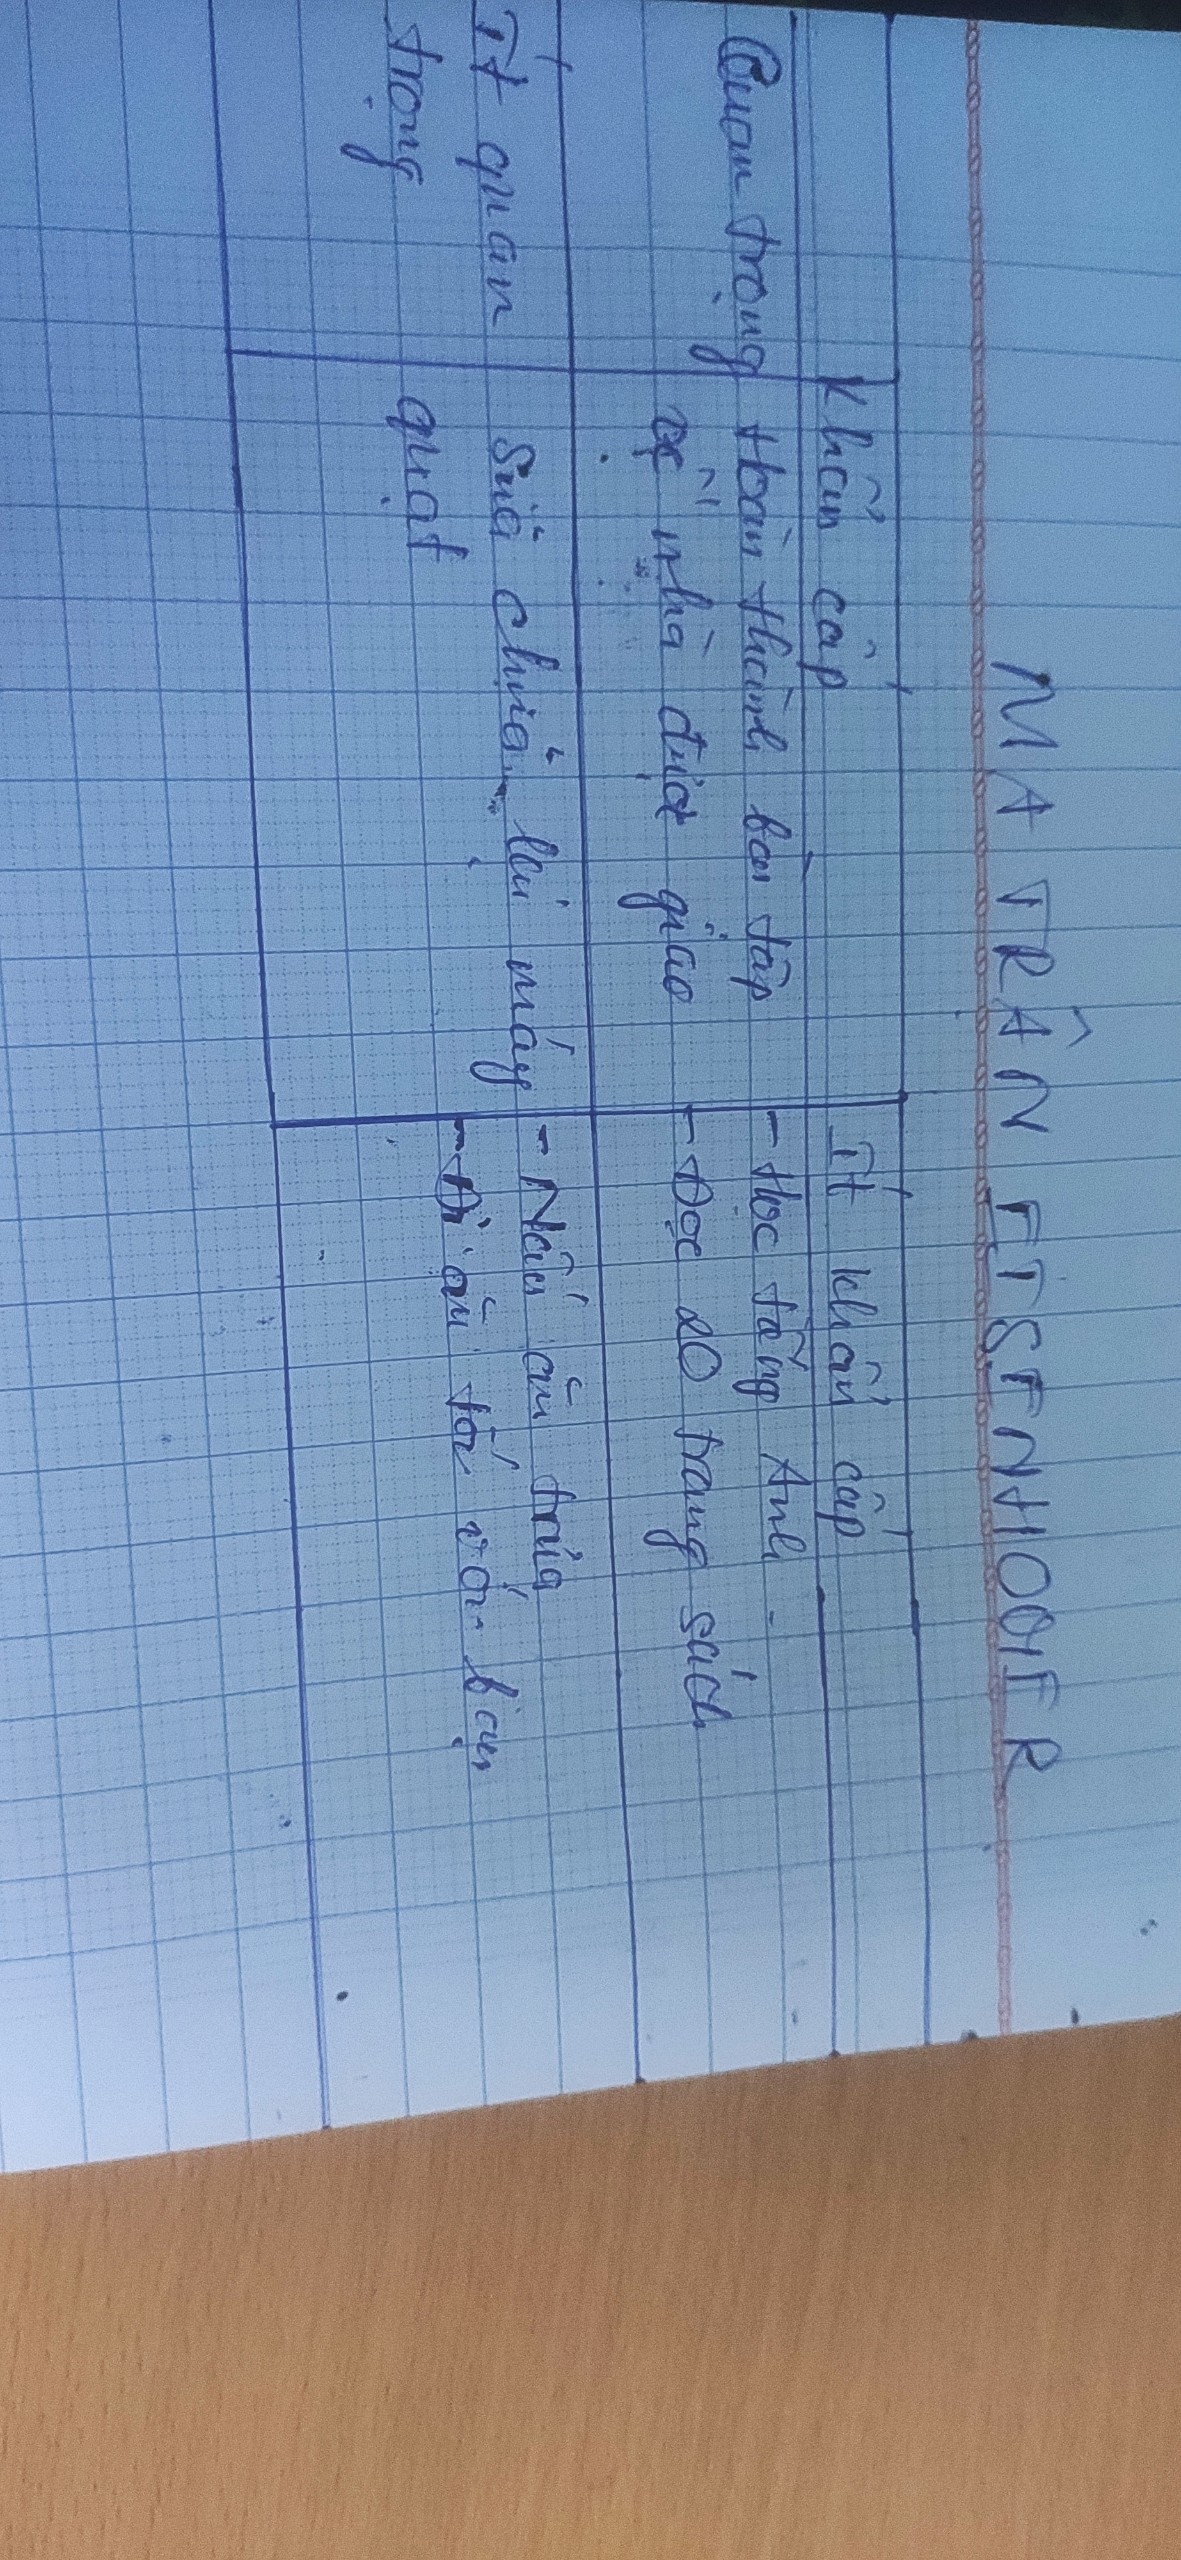 MA TRẬN EISENHOWER
Khẩn cấp
Ít khẩn cấp
Quan trọng
Hoàn thành bài tập
về nhà được giao
- Học tiếng Anh
- Đọc 20 trang sách
Ít quan
trọng
Sửa chữa lại máy
quạt
- Nấu ăn trưa
- Đi ăn tối với bạn